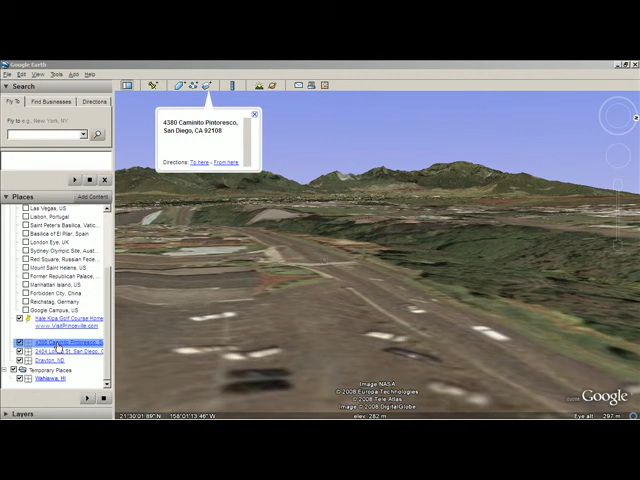 Google Earth
File Edit View Tools Add Help
Search
Fly To Find Businesses Directions
Fly to e.g., New York, NY
Places Add Content
Las Vegas, US
Lisbon, Portugal
Saint Peter's Basilica, Vatic...
Basilica of El Pilar, Spain
London Eye, UK
Sydney Olympic Site, Aust...
Red Square, Russian Fede...
Mount Saint Helens, US
Former Republican Palace, ...
Manhattan Island, US
Forbidden City, China
Reichstag, Germany
Google Campus, US
Golf Course Home
www.VisitPrinceville.com
4380 Caminito Pintoresco, S
St, San Diego, C
Drayton, ND
Temporary Places
Wahiawa, HI
Layers
4380 Caminito Pintoresco,
San Diego, CA 92108
Directions: To here - From here
Image NASA
© 2008 Europa Technologies
© 2008 Tele Atlas
Image © 2008 DigitalGlobe
Google
21°30'01.89" N 158°01'13.46" W
elev. 282 m
Eye alt 297 m